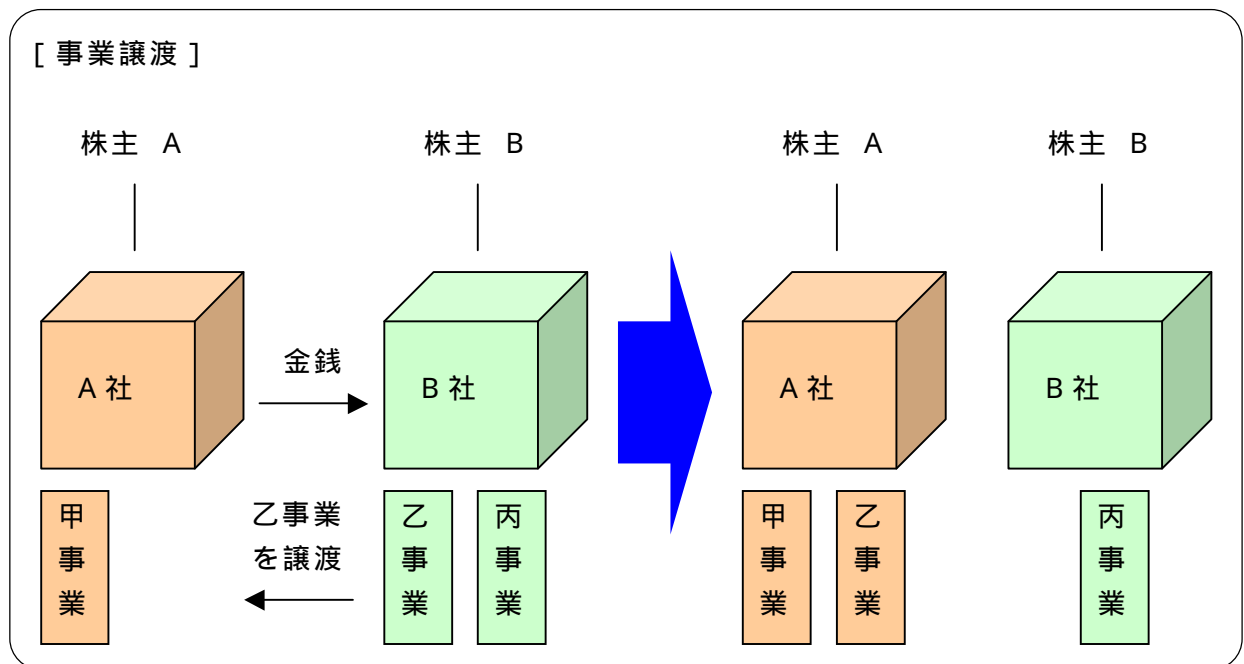 [ 事業譲渡 ]
株主 A
株主 B
株主 A
株主 B
A 社
金銭
B 社
A 社
B 社
甲事業
乙事業
を譲渡
乙事業
丙事業
甲事業
乙事業
丙事業